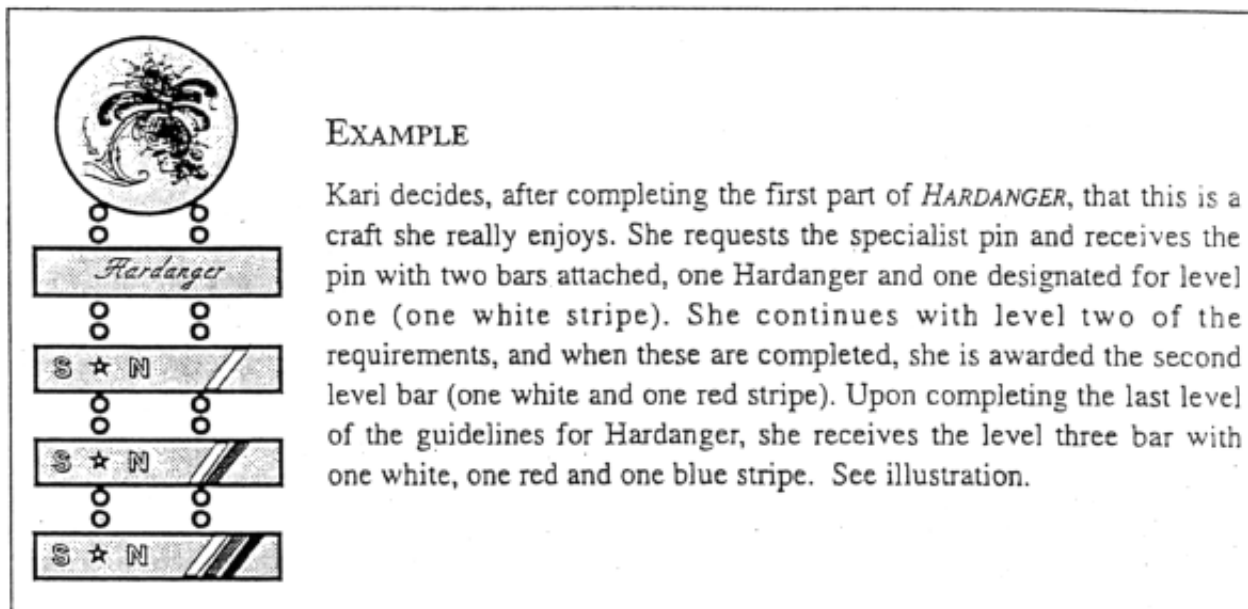 EXAMPLE
Kari decides, after completing the first part of HARDANGER, that this is a
craft she really enjoys. She requests the specialist pin and receives the
pin with two bars attached, one Hardanger and one designated for level
one (one white stripe). She continues with level two of the
requirements, and when these are completed, she is awarded the second
level bar (one white and one red stripe). Upon completing the last level
of the guidelines for Hardanger, she receives the level three bar with
one white, one red and one blue stripe. See illustration.
Hardanger
S ☆ N
S ☆ N
S ☆ N